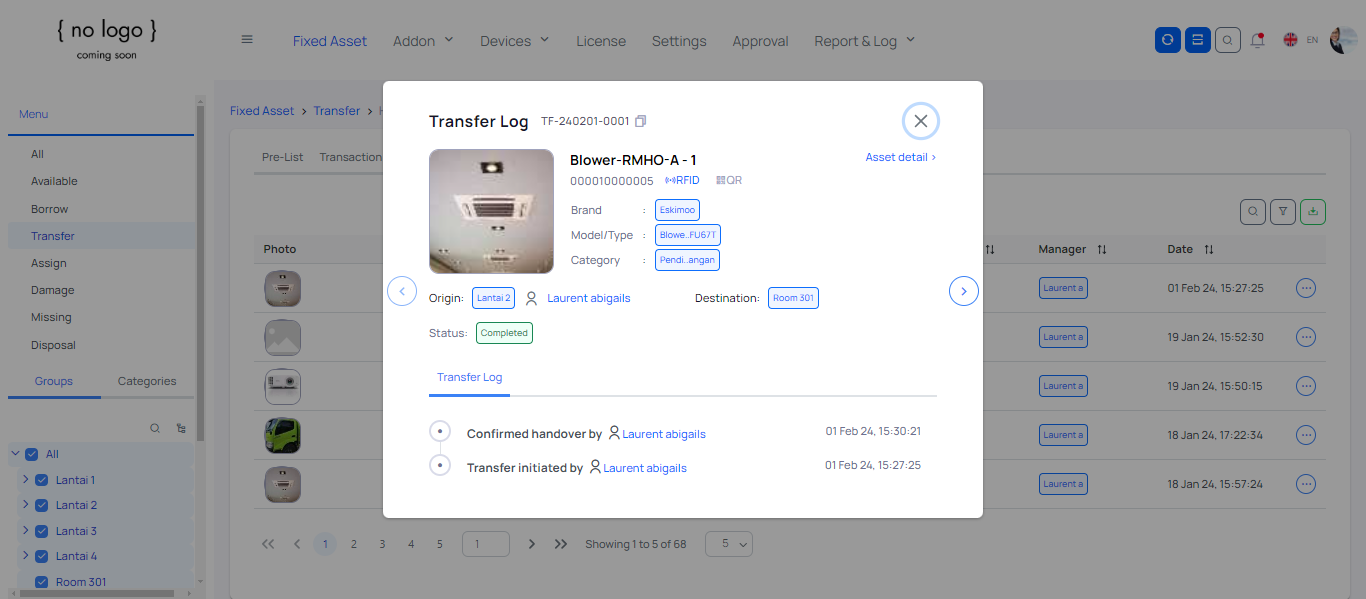 { no logo }
coming soon
Fixed Asset Addon Devices License Settings Approval Report & Log EN
Menu
All
Available
Borrow
Transfer
Assign
Damage
Missing
Disposal
Groups Categories
All
Lantai 1
Lantai 2
Lantai 3
Lantai 4
Room 301
Fixed Asset > Transfer >
Pre-List Transaction
Photo Manager Date
Laurent a 01 Feb 24, 15:27:25
Laurent a 19 Jan 24, 15:52:30
Laurent a 19 Jan 24, 15:50:15
Laurent a 18 Jan 24, 17:22:34
Laurent a 18 Jan 24, 15:57:24
1 2 3 4 5 1 Showing 1 to 5 of 68 5
Transfer Log TF-240201-0001
Blower-RMHO-A - 1 Asset detail >
000010000005 RFID QR
Brand : Eskimoo
Model/Type : Blowe..FU67T
Category : Pendi..angan
Origin: Lantai 2 Laurent abigails Destination: Room 301
Status: Completed
Transfer Log
Confirmed handover by Laurent abigails 01 Feb 24, 15:30:21
Transfer initiated by Laurent abigails 01 Feb 24, 15:27:25